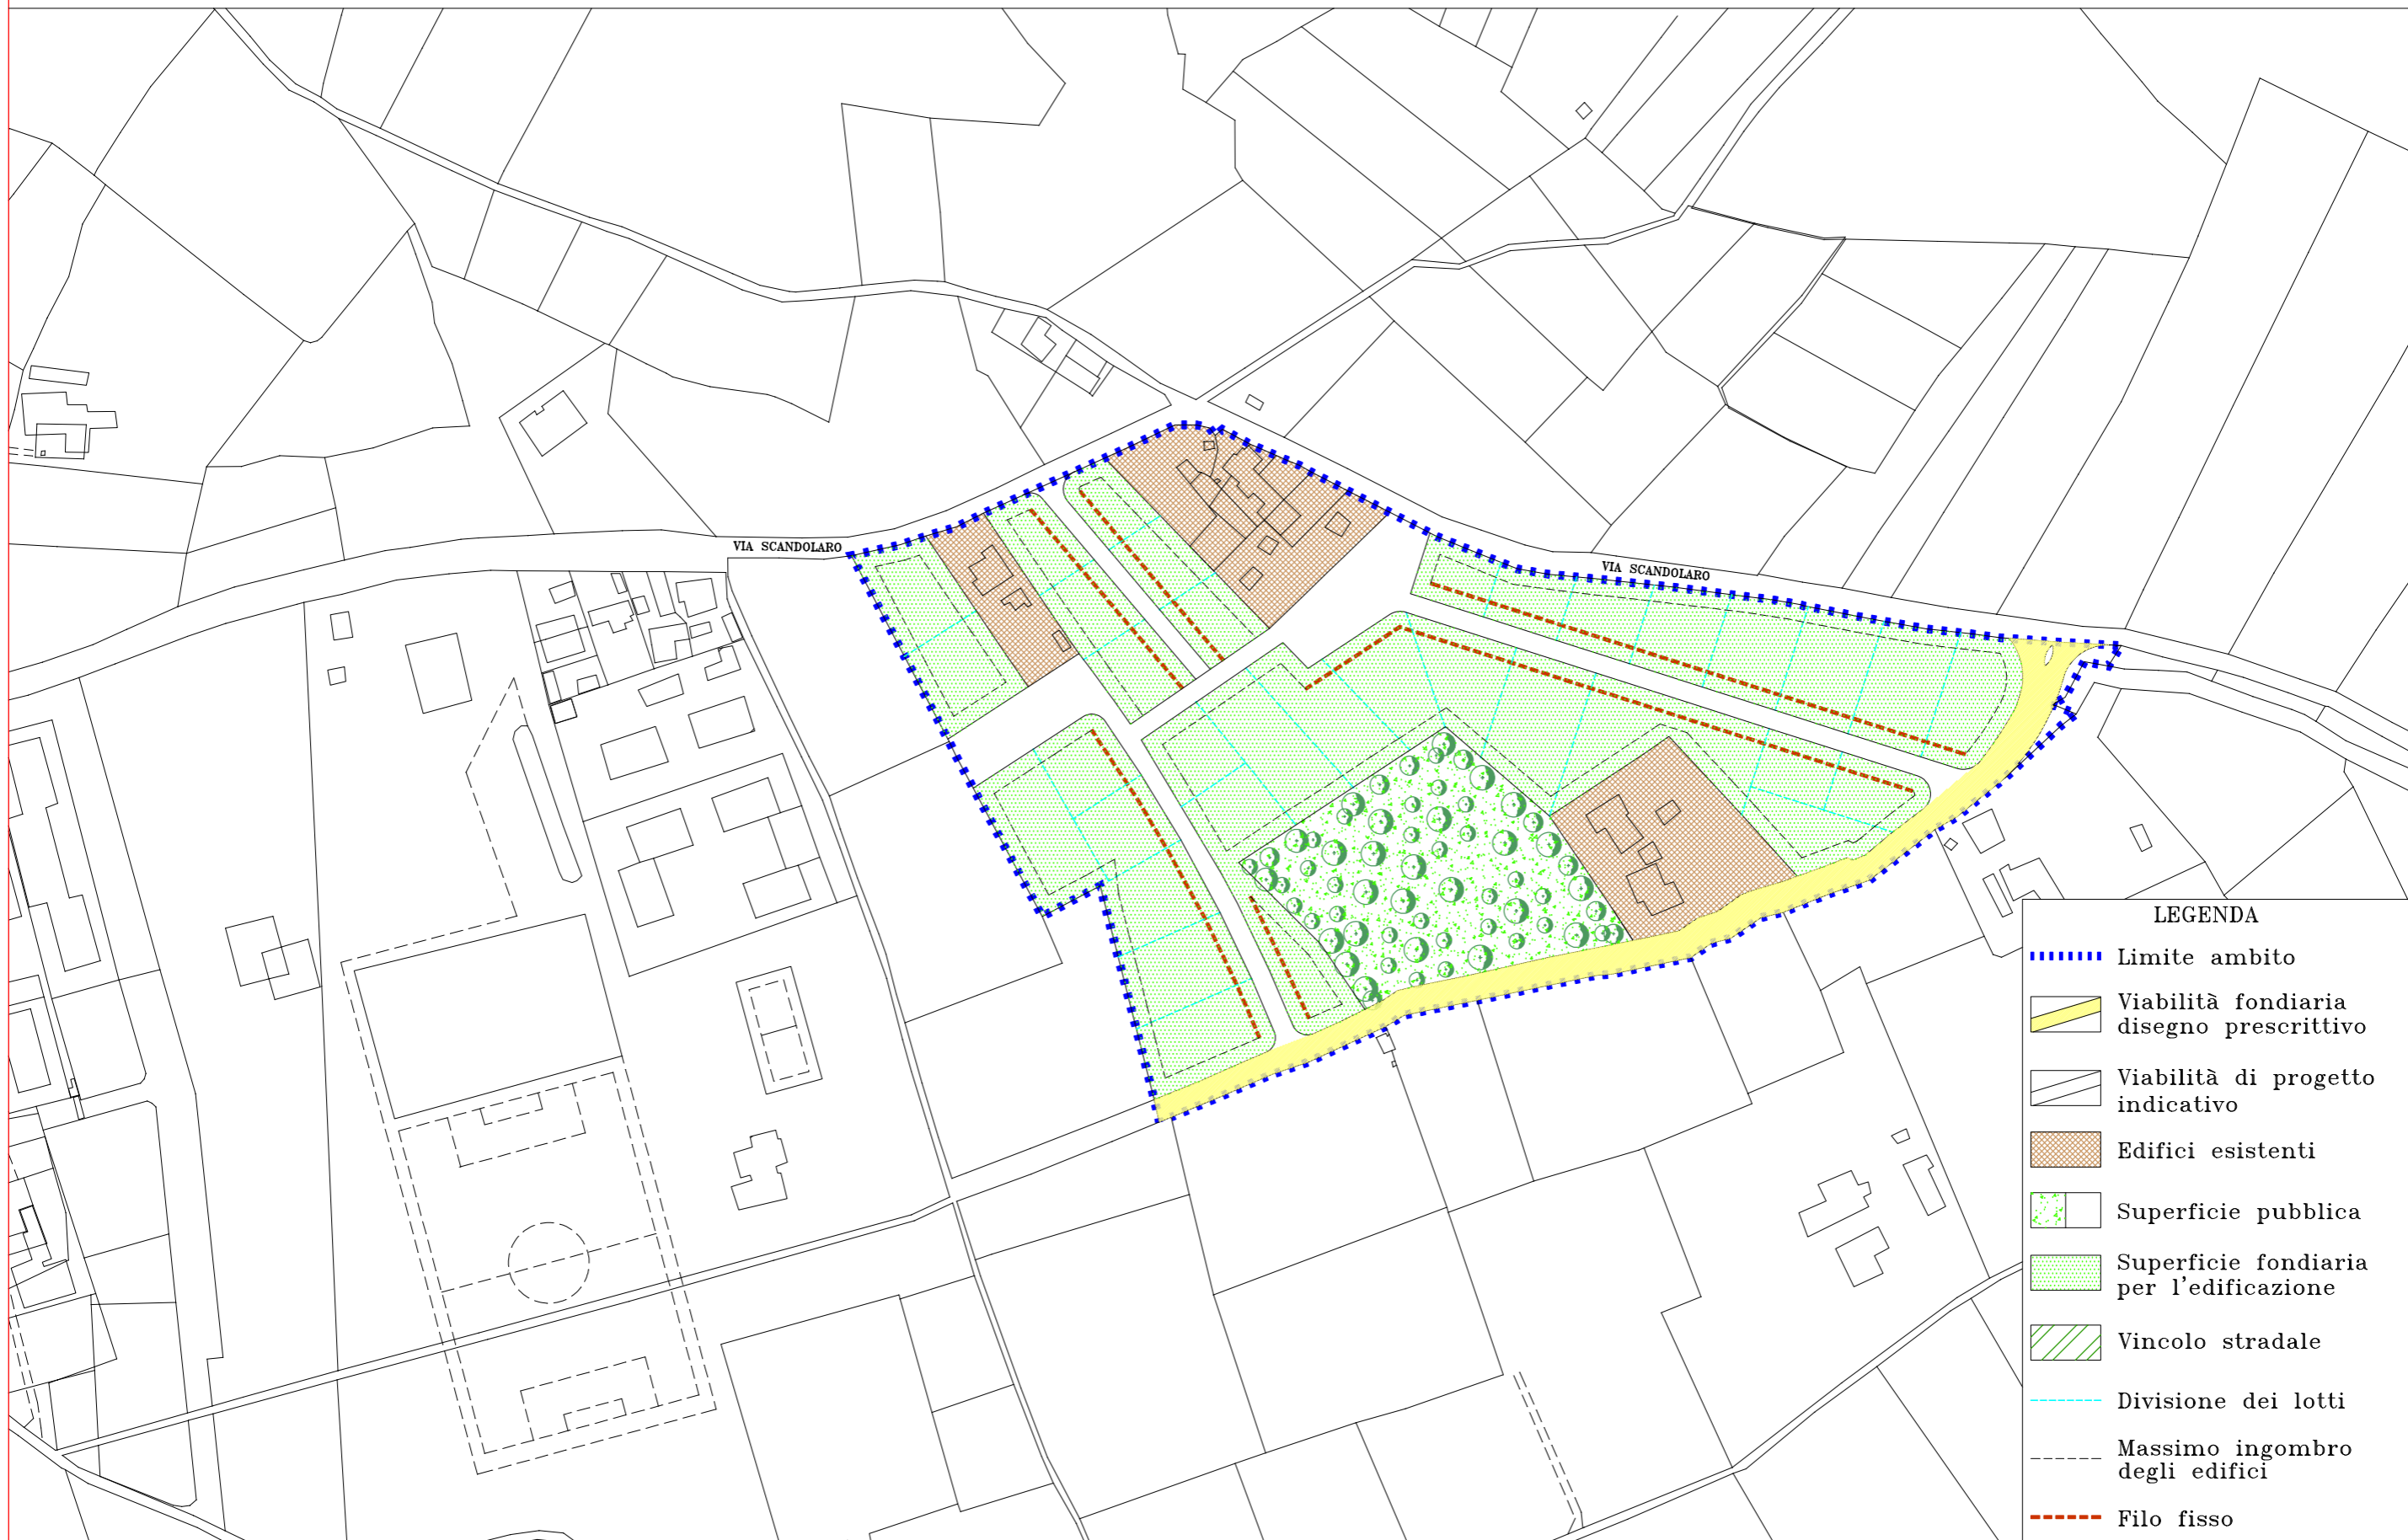 VIA SCANDOLARO
VIA SCANDOLARO
LEGENDA
Limite ambito
Viabilità fondiaria
disegno prescrittivo
Viabilità di progetto
indicativo
Edifici esistenti
Superficie pubblica
Superficie fondiaria
per l'edificazione
Vincolo stradale
Divisione dei lotti
Massimo ingombro
degli edifici
Filo fisso